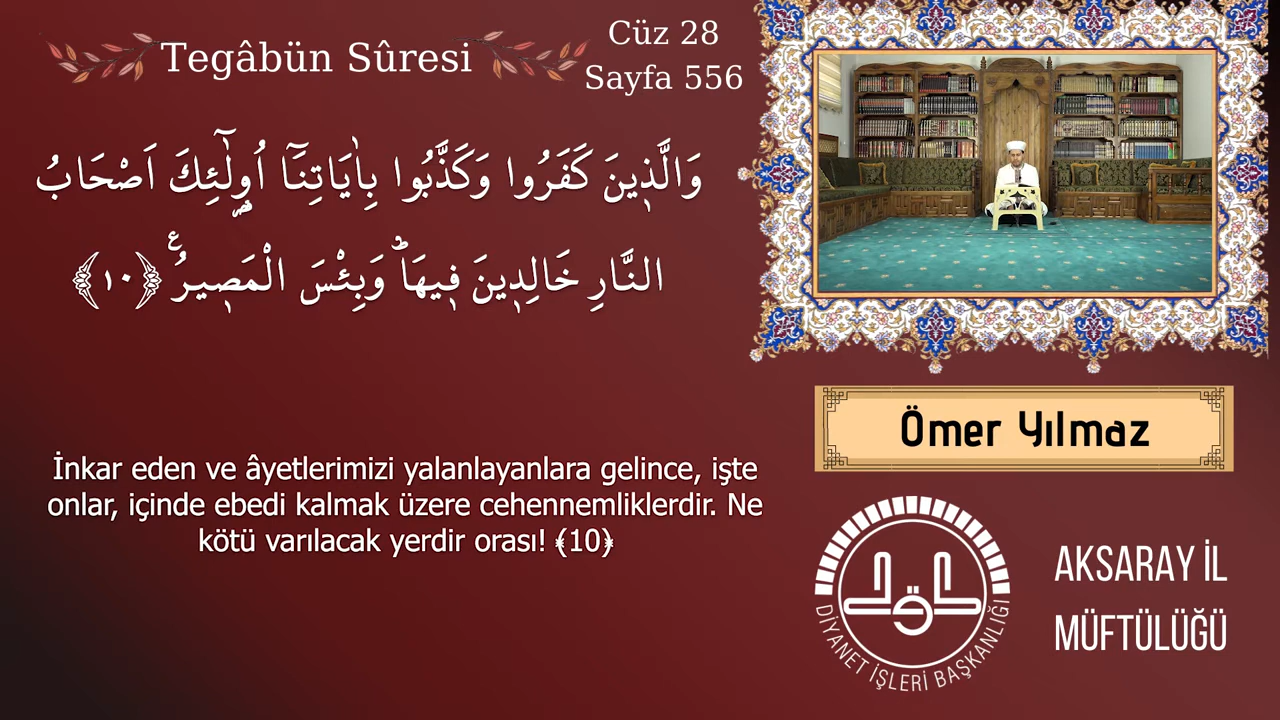 Tegâbün Sûresi
Cüz 28
Sayfa 556
وَالَّذ۪ينَ كَفَرُوا وَكَذَّبُوا بِاٰيَاتِنَٓا اُو۬لٰٓئِكَ اَصْحَابُ
النَّارِ خَالِد۪ينَ ف۪يهَاۜ وَبِئْسَ الْمَص۪يرُ۟ ﴿١٠﴾
İnkar eden ve âyetlerimizi yalanlayanlara gelince, işte
onlar, içinde ebedi kalmak üzere cehennemliklerdir. Ne
kötü varılacak yerdir orası! ﴾10﴿
Ömer Yılmaz
DİYANET İŞLERİ BAŞKANLIĞI
AKSARAY İL
MÜFTÜLÜĞÜ